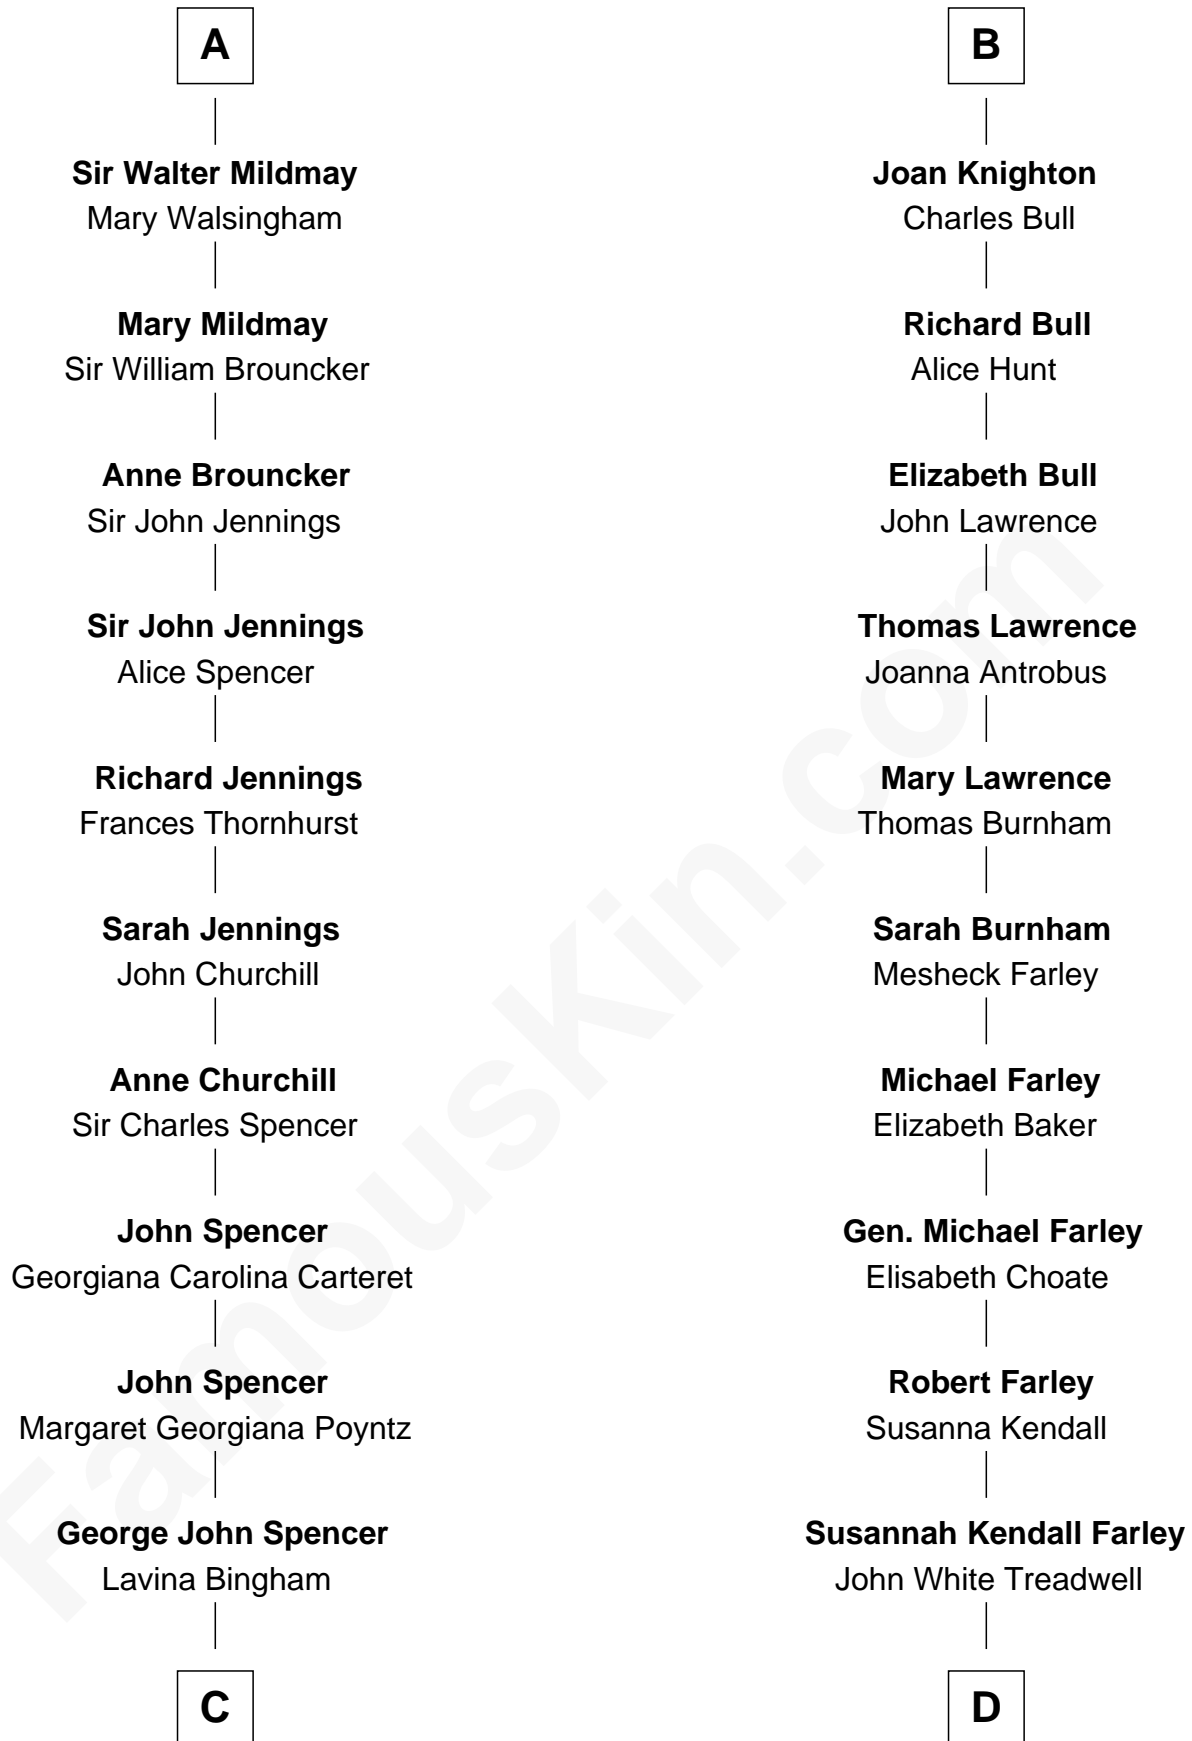 A
Sir Walter Mildmay
Mary Walsingham
Mary Mildmay
Sir William Brouncker
Anne Brouncker
Sir John Jennings
Sir John Jennings
Alice Spencer
Richard Jennings
Frances Thornhurst
Sarah Jennings
John Churchill
Anne Churchill
Sir Charles Spencer
John Spencer
Georgiana Carolina Carteret
John Spencer
Margaret Georgiana Poyntz
George John Spencer
Lavina Bingham
C
B
Joan Knighton
Charles Bull
Richard Bull
Alice Hunt
Elizabeth Bull
John Lawrence
Thomas Lawrence
Joanna Antrobus
Mary Lawrence
Thomas Burnham
Sarah Burnham
Mesheck Farley
Michael Farley
Elizabeth Baker
Gen. Michael Farley
Elisabeth Choate
Robert Farley
Susanna Kendall
Susannah Kendall Farley
John White Treadwell
D
FamousKin.com